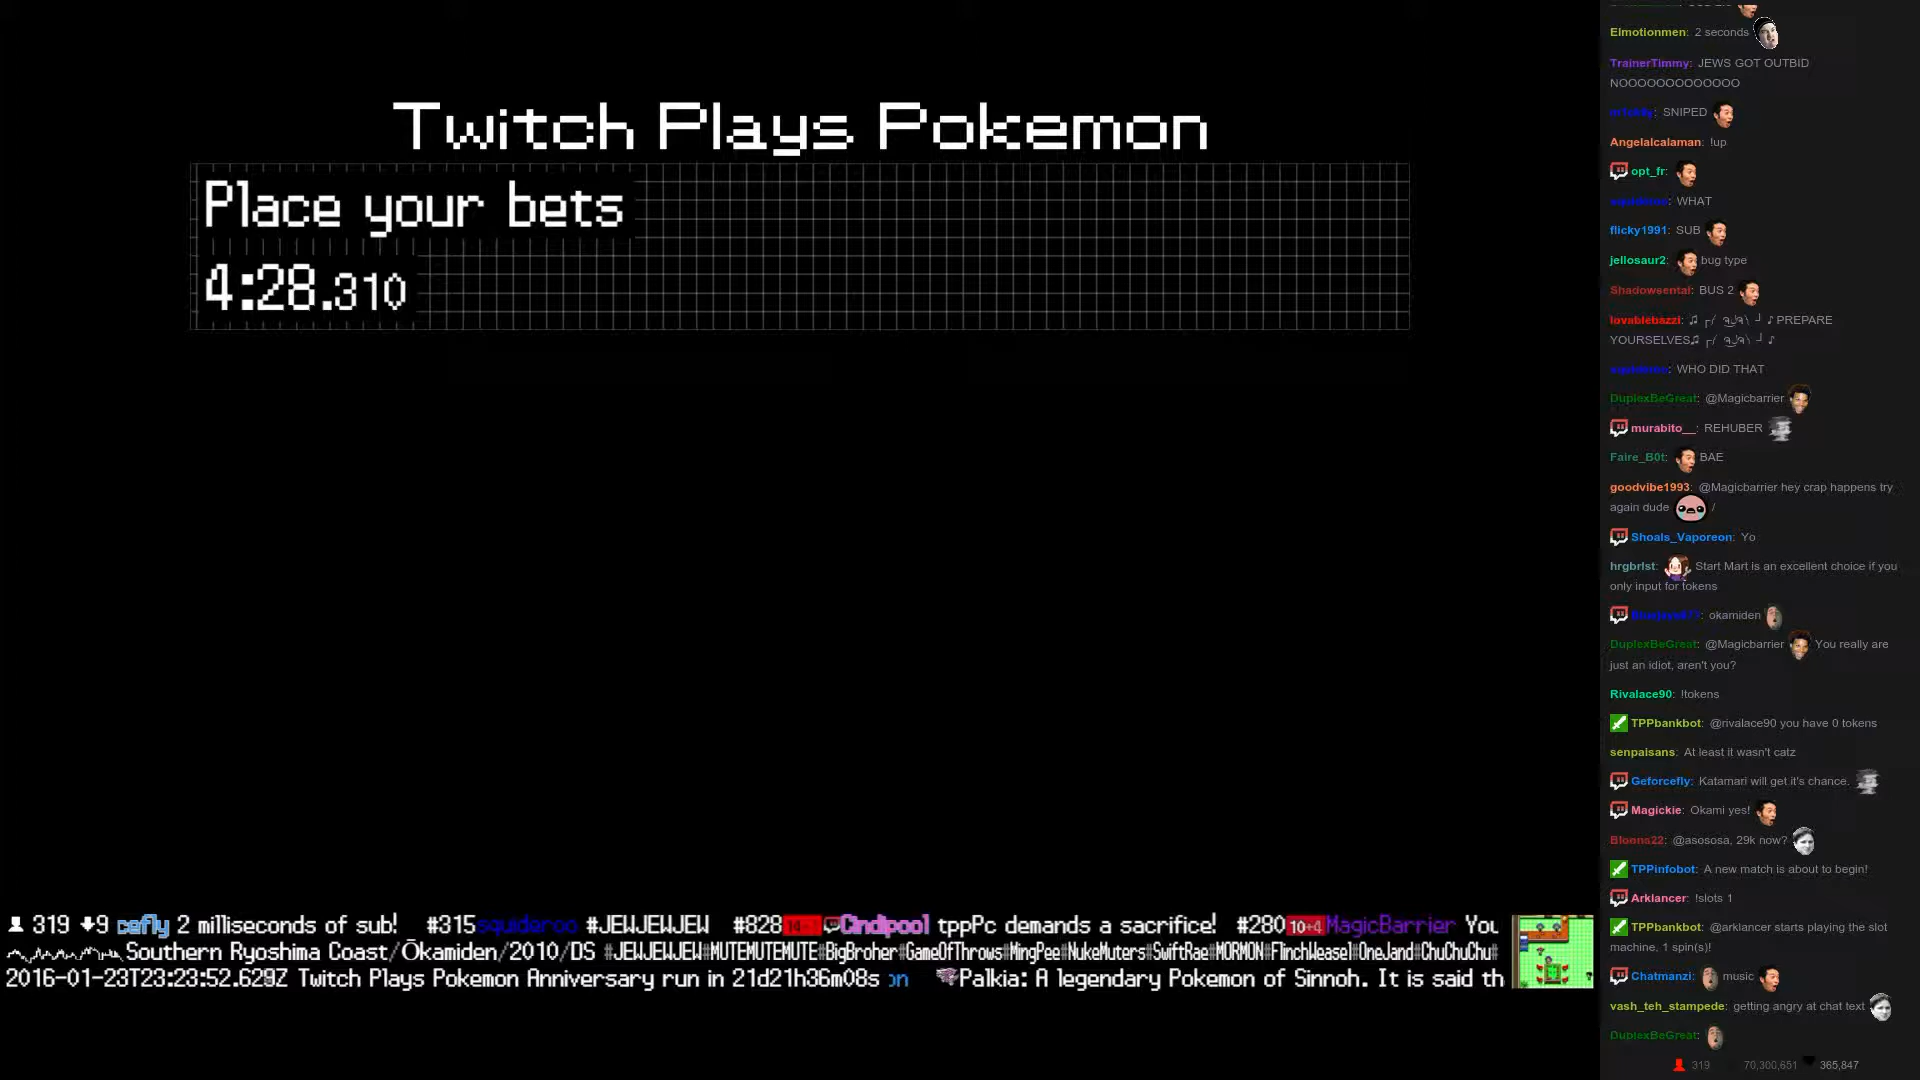 Twitch Plays Pokemon
Place your bets
4:28.310
319 9 cefly 2 milliseconds of sub! #315 squideroo #JEWJEWJEW #828 Cindipool tppPc demands a sacrifice! #280 10+4 MagicBarrier You
Southern Ryoshima Coast/Ōkamiden/2010/DS #JEWJEWJEW#MUTEMUTEMUTE#BigBroher#GameOfThrows#MingPee#NukeMuters#SwiftRae#MORMON#FlinchWeasel#OneJand#ChuChuChu#
2016-01-23T23:23:52.629Z Twitch Plays Pokemon Anniversary run in 21d21h36m08s on Palkia: A legendary Pokemon of Sinnoh. It is said th
Elmotionmen: 2 seconds
TrainerTimmy: JEWS GOT OUTBID
NOOOOOOOOOOOOO
SNIPED
Angelalcalaman: !up
opt_fr:
WHAT
flicky1991: SUB
jellosaur2: bug type
Shadowsental: BUS 2
lovablebazzi: ♫ ┌/ ຈل͜ຈ\ ┘ ♪ PREPARE
YOURSELVES♫ ┌/ ຈل͜ຈ\ ┘ ♪
WHO DID THAT
DuplexBeGreat: @Magicbarrier
murabito__: REHUBER
Faire_B0t: BAE
goodvibe1993: @Magicbarrier hey crap happens try
again dude /
Shoals_Vaporeon: Yo
hrgbrlst: Start Mart is an excellent choice if you
only input for tokens
okamiden
DuplexBeGreat: @Magicbarrier You really are
just an idiot, aren't you?
Rivalace90: !tokens
TPPbankbot: @rivalace90 you have 0 tokens
senpaisans: At least it wasn't catz
Geforcefly: Katamari will get it's chance.
Magickie: Okami yes!
Bloona22: @asososa, 29k now?
TPPinfobot: A new match is about to begin!
Arklancer: !slots 1
TPPbankbot: @arklancer starts playing the slot
machine. 1 spin(s)!
Chatmanzi: music
vash_teh_stampede: getting angry at chat text
DuplexBeGreat:
319 70,300,651 365,847